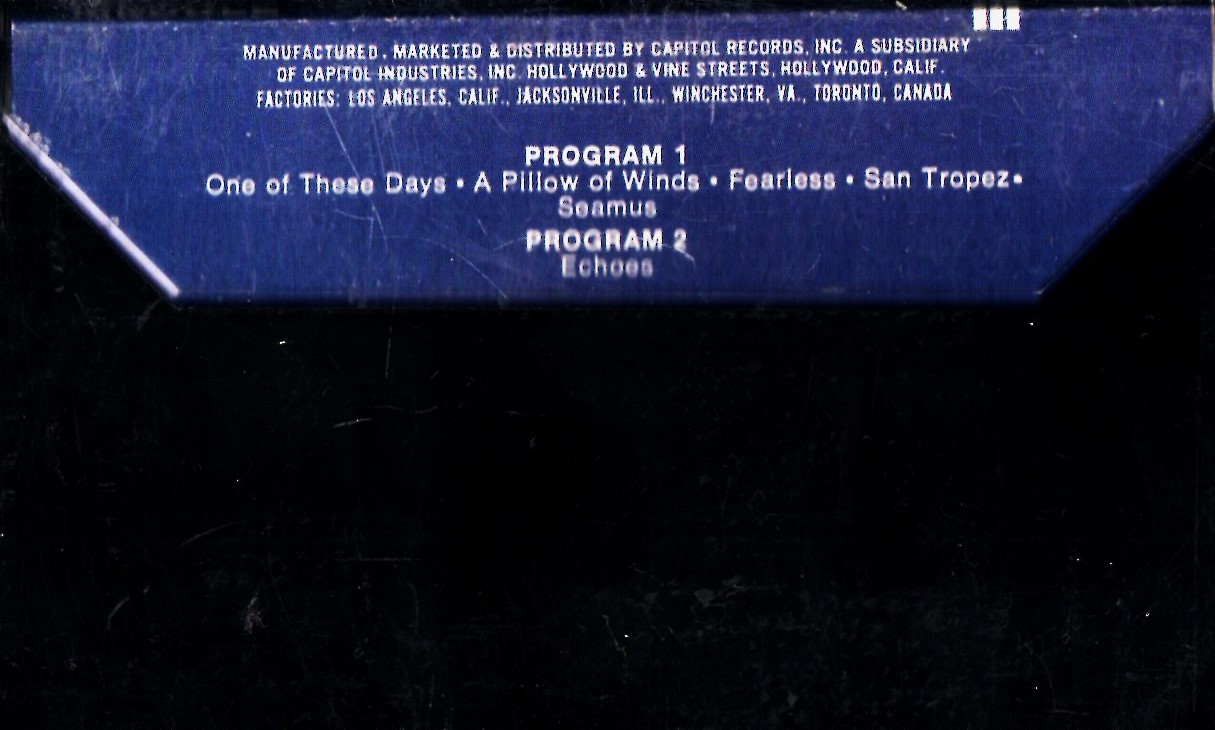 MANUFACTURED, MARKETED & DISTRIBUTED BY CAPITOL RECORDS, INC. A SUBSIDIARY
OF CAPITOL INDUSTRIES, INC. HOLLYWOOD & VINE STREETS, HOLLYWOOD, CALIF.
FACTORIES: LOS ANGELES, CALIF., JACKSONVILLE, ILL., WINCHESTER, VA., TORONTO, CANADA
PROGRAM 1
One of These Days • A Pillow of Winds • Fearless • San Tropez •
Seamus
PROGRAM 2
Echoes